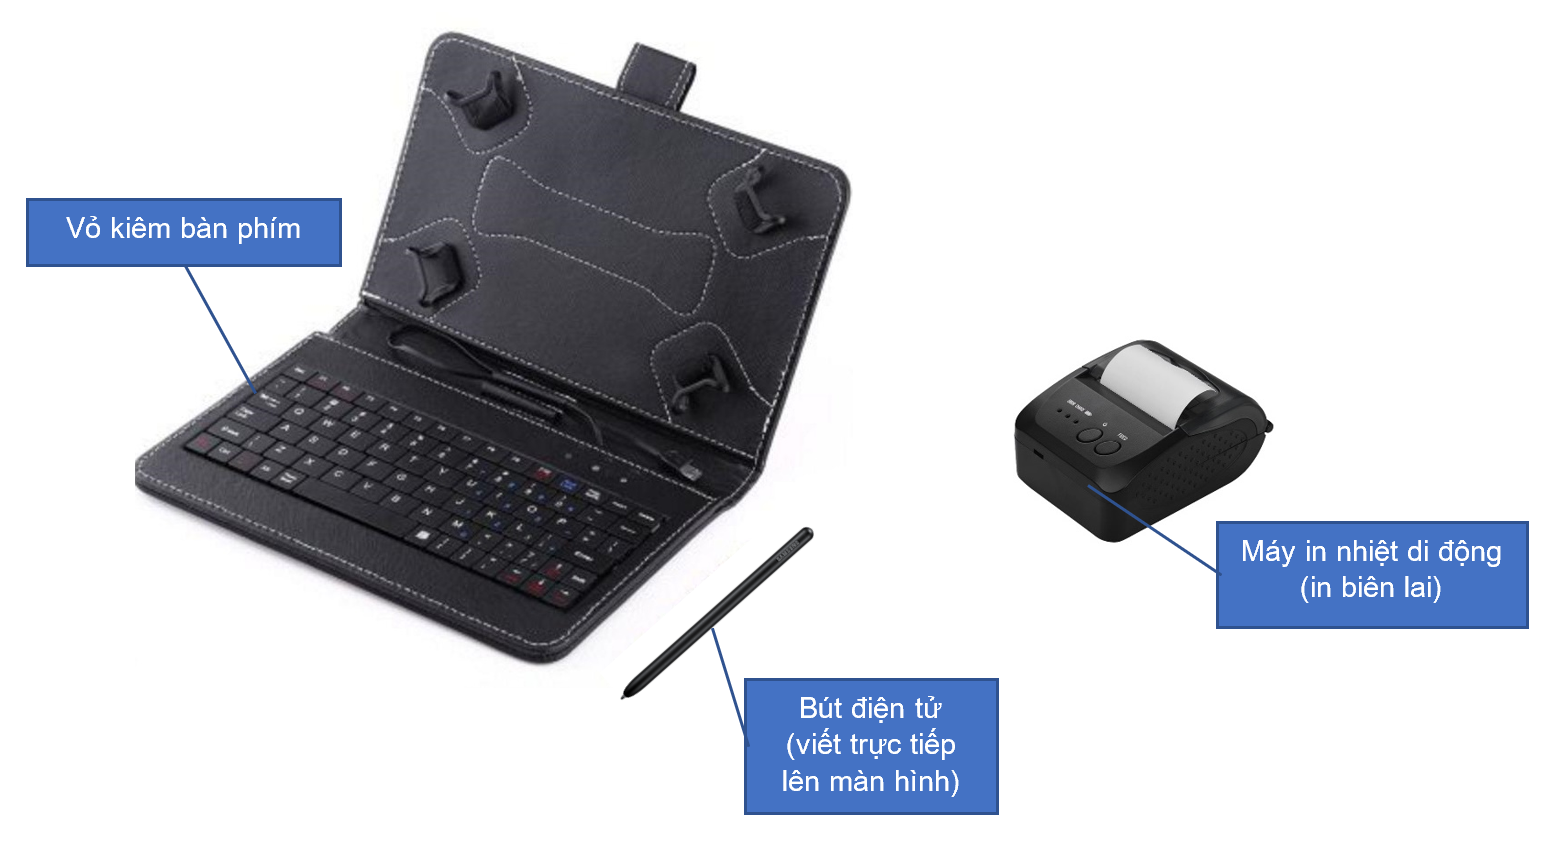 Vỏ kiêm bàn phím
Máy in nhiệt di động
(in biên lai)
Bút điện tử
(viết trực tiếp
lên màn hình)